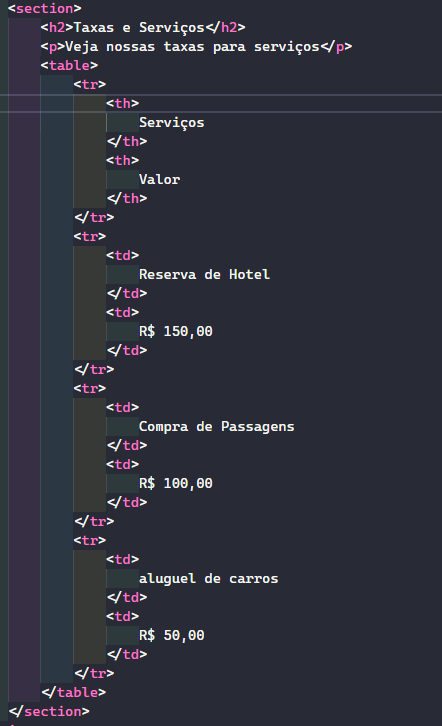 <section>
<h2>Taxas e Serviços</h2>
<p>Veja nossas taxas para serviços</p>
<table>
<tr>
<th>
Serviços
</th>
<th>
Valor
</th>
</tr>
<tr>
<td>
Reserva de Hotel
</td>
<td>
R$ 150,00
</td>
</tr>
<tr>
<td>
Compra de Passagens
</td>
<td>
R$ 100,00
</td>
</tr>
<tr>
<td>
aluguel de carros
</td>
<td>
R$ 50,00
</td>
</tr>
</table>
</section>